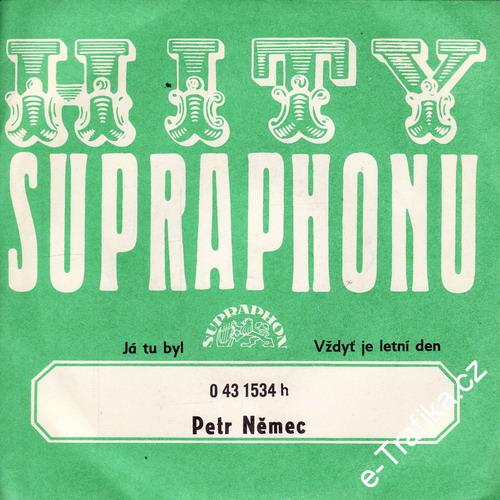 HITY
SUPRAPHONU
SUPRAPHON
Já tu byl
Vždyť je letní den
0 43 1534 h
Petr Němec
e-Trafika.cz